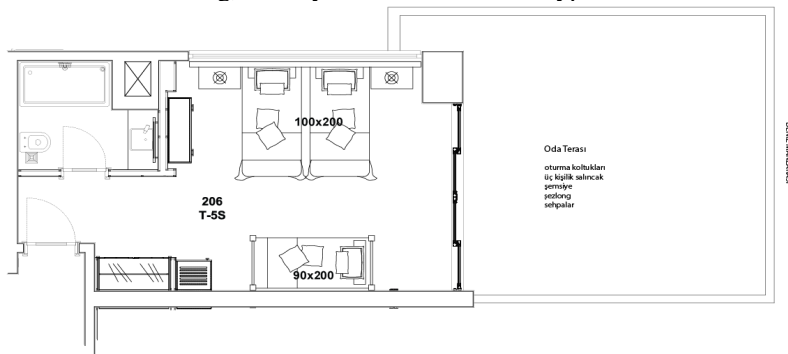 100x200
Oda Terası
oturma koltukları
üç kişilik salıncak
şemsiye
şezlong
sehpalar
206
T-5S
90x200